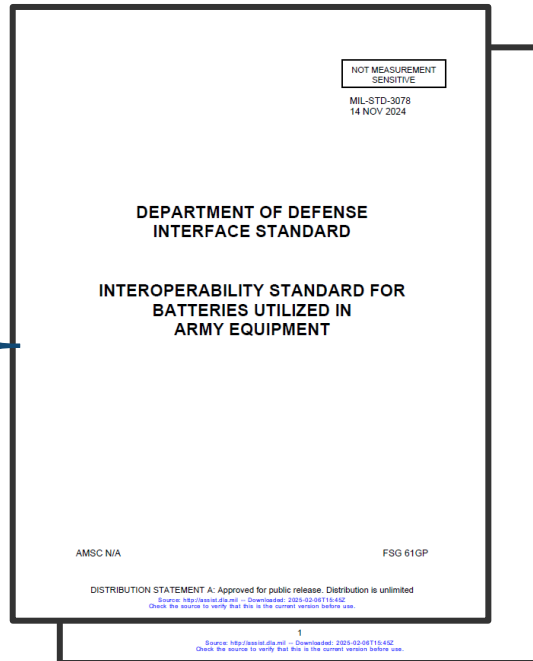 NOT MEASUREMENT
SENSITIVE
MIL-STD-3078
14 NOV 2024
DEPARTMENT OF DEFENSE
INTERFACE STANDARD
INTEROPERABILITY STANDARD FOR
BATTERIES UTILIZED IN
ARMY EQUIPMENT
AMSC N/A
FSG 61GP
DISTRIBUTION STATEMENT A: Approved for public release. Distribution is unlimited
Source: http://assist.dla.mil -- Downloaded: 2025-02-06T15:45Z
Check the source to verify that this is the current version before use.
1
Source: http://assist.dla.mil -- Downloaded: 2025-02-06T15:45Z
Check the source to verify that this is the current version before use.